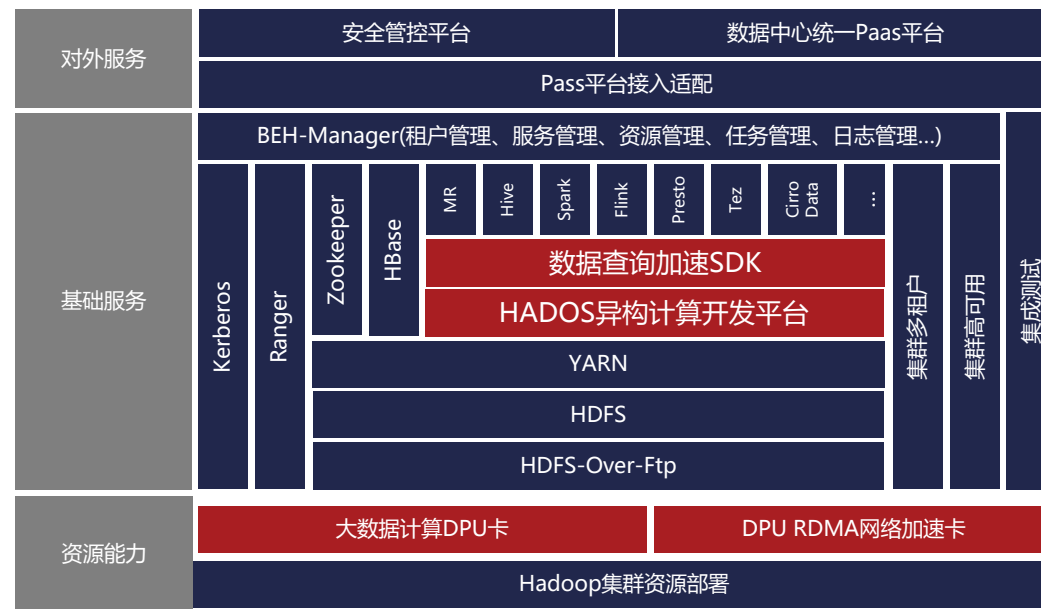 对外服务
安全管控平台
数据中心统一Paas平台
Pass平台接入适配
基础服务
BEH-Manager(租户管理、服务管理、资源管理、任务管理、日志管理...)
Kerberos
Ranger
Zookeeper
HBase
MR
Hive
Spark
Flink
Presto
Tez
Cirro
Data
...
数据查询加速SDK
HADOS异构计算开发平台
YARN
HDFS
HDFS-Over-Ftp
集群多租户
集群高可用
集成测试
资源能力
大数据计算DPU卡
DPU RDMA网络加速卡
Hadoop集群资源部署